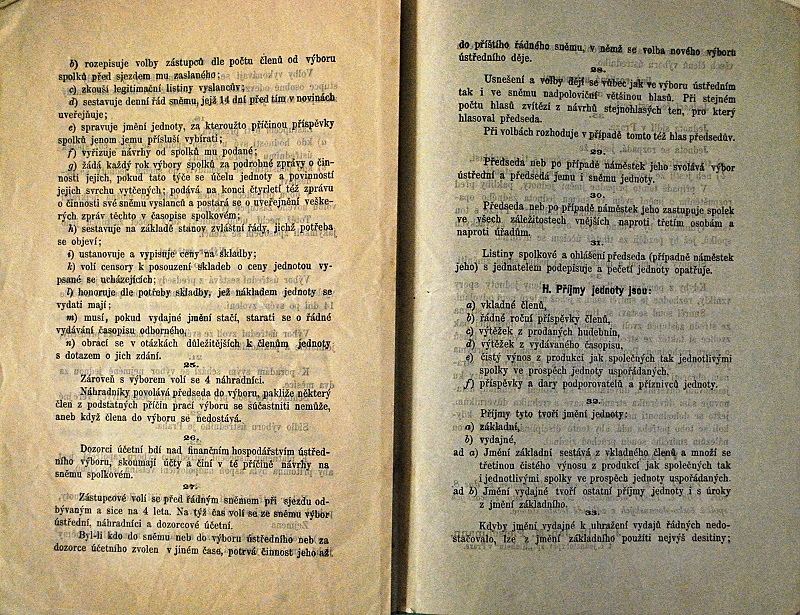 b) rozepisuje volby zástupců dle počtu členů od výboru
spolků před sjezdem mu zaslaného;
c) zkouší legitimační listiny vyslancův;
d) sestavuje denní řád sněmu, jejž 14 dní před tím v novinách
uveřejňuje;
e) spravuje jmění jednoty, za kteroužto příčinou příspěvky
spolků jenom jemu přísluší vybírati;
f) vyřizuje návrhy od spolků mu podané;
g) žádá každý rok výbory spolků za podrobné zprávy o čin-
nosti jejich, pokud tato týče se účelu jednoty a povinností
jejich svrchu vytčených; podává na konci čtvrtletí též zprávu
o činnosti své sněmu vyslanců a postará se o uveřejnění veške-
rých zpráv těchto v časopise spolkovém;
h) sestavuje na základě stanov zvláštní řády, jichž potřeba
se objeví;
i) ustanovuje a vypisuje ceny na skladby;
k) volí censory k posouzení skladeb o ceny jednotou vy-
psané se ucházejících;
l) honoruje dle potřeby skladby, jež nákladem jednoty se
vydati mají;
m) musí, pokud vydajné jmění stačí, starati se o řádné
vydávání časopisu odborného,
n) obrací se v otázkách důležitějších k členům jednoty
s dotazem o jich zdání.
25.
Zároveň s výborem volí se 4 náhradníci.
Náhradníky povolává předseda do výboru, pakliže některý
člen z podstatných příčin prací výboru se súčastniti nemůže,
aneb když člena do výboru se nedostává.
26.
Dozorci účetní bdí nad finančním hospodářstvím ústřed-
ního výboru, skoumají účty a činí v té příčině návrhy na
sněmu spolkovém.
27.
Zástupcové volí se před řádným sněmem při sjezdu od-
bývaným a sice na 4 leta. Na týž čas volí se ve sněmu výbor
ústřední, náhradníci a dozorcové účetní.
Byl-li kdo do sněmu neb do výboru ústředního neb za
dozorce účetního zvolen v jiném čase, potrvá činnost jeho až
do příštího řádného sněmu, v němž se volba nového výboru
ústředního děje.
28.
Usnešení a volby dějí se vůbec jak ve výboru ústředním
tak i ve sněmu nadpoloviční většinou hlasů. Při stejném
počtu hlasů zvítězí z návrhů stejnohlasých ten, pro který
hlasoval předseda.
Při volbách rozhoduje v případě tomto též hlas předsedův.
29.
Předseda neb po případě náměstek jeho svolává výbor
ústřední a předsedá jemu i sněmu jednoty.
30.
Předseda neb po případě náměstek jeho zastupuje spolek
ve všech záležitostech vnějších naproti třetím osobám a
naproti úřadům.
31.
Listiny spolkové a ohlášení předseda (případně náměstek
jeho) s jednatelem podepisuje a pečetí jednoty opatřuje.
H. Příjmy jednoty jsou:
a) vkladné členů,
b) řádné roční příspěvky členů,
c) výtěžek z prodaných hudebnin,
d) výtěžek z vydávaného časopisu,
e) čistý výnos z produkcí jak společných tak jednotlivými
spolky ve prospěch jednoty uspořádaných,
f) příspěvky a dary podporovatelů a příznivců jednoty.
32.
Příjmy tyto tvoří jmění jednoty:
a) základní,
b) vydajné,
ad a) Jmění základní sestává z vkladného členů a množí se
třetinou čistého výnosu z produkcí jak společných tak
i jednotlivými spolky ve prospěch jednoty uspořádaných.
ad b) Jmění vydajné tvoří ostatní příjmy jednoty i s úroky
z jmění základního.
33.
Kdyby jmění vydajné k uhražení vydajů řádných nedo-
stačovalo, lze z jmění základního použíti nejvýš desítiny;